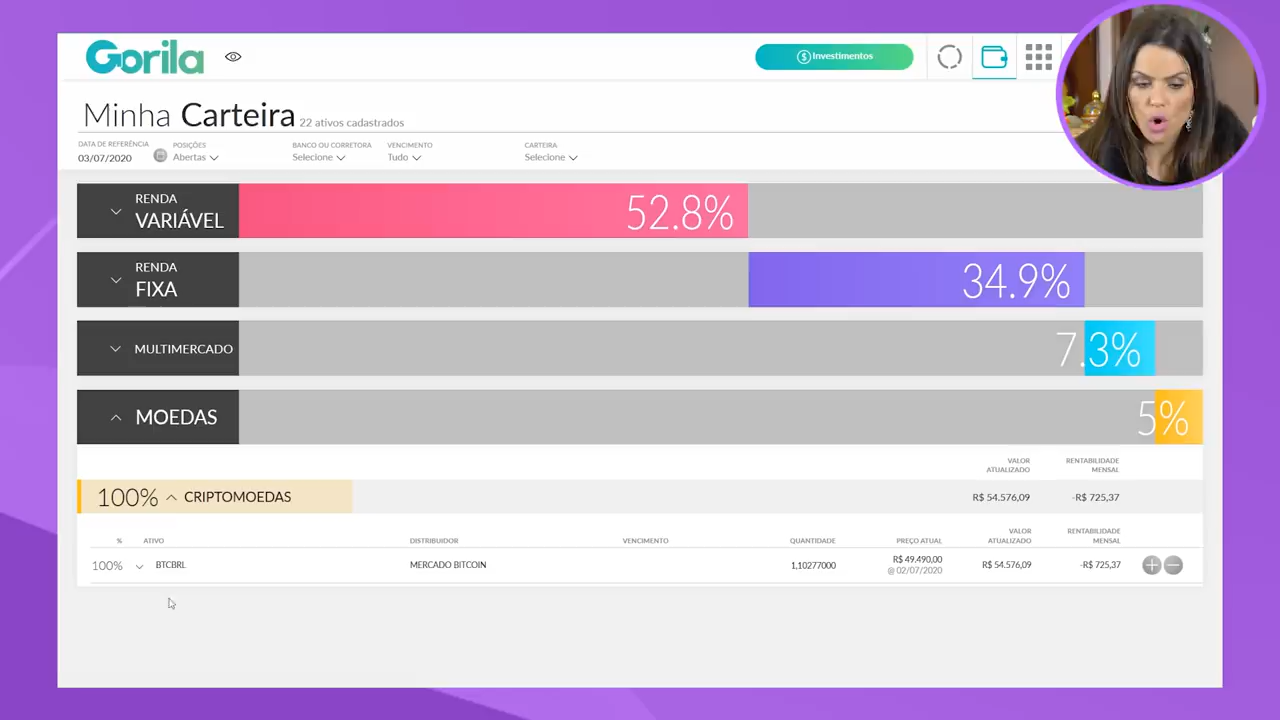 Gorila
Investimentos
Minha Carteira 22 ativos cadastrados
DATA DE REFERÊNCIA
03/07/2020
POSIÇÕES
Abertas
BANCO OU CORRETORA
Selecione
VENCIMENTO
Tudo
CARTEIRA
Selecione
RENDA
VARIÁVEL
52.8%
RENDA
FIXA
34.9%
MULTIMERCADO
7.3%
MOEDAS
5%
VALOR
ATUALIZADO
RENTABILIDADE
MENSAL
100% CRIPTOMOEDAS R$ 54.576,09 -R$ 725,37
% ATIVO DISTRIBUIDOR VENCIMENTO QUANTIDADE PREÇO ATUAL
VALOR
ATUALIZADO
RENTABILIDADE
MENSAL
100% BTCBRL MERCADO BITCOIN 1,10277000
R$ 49.490,00
@ 02/07/2020
R$ 54.576,09 -R$ 725,37